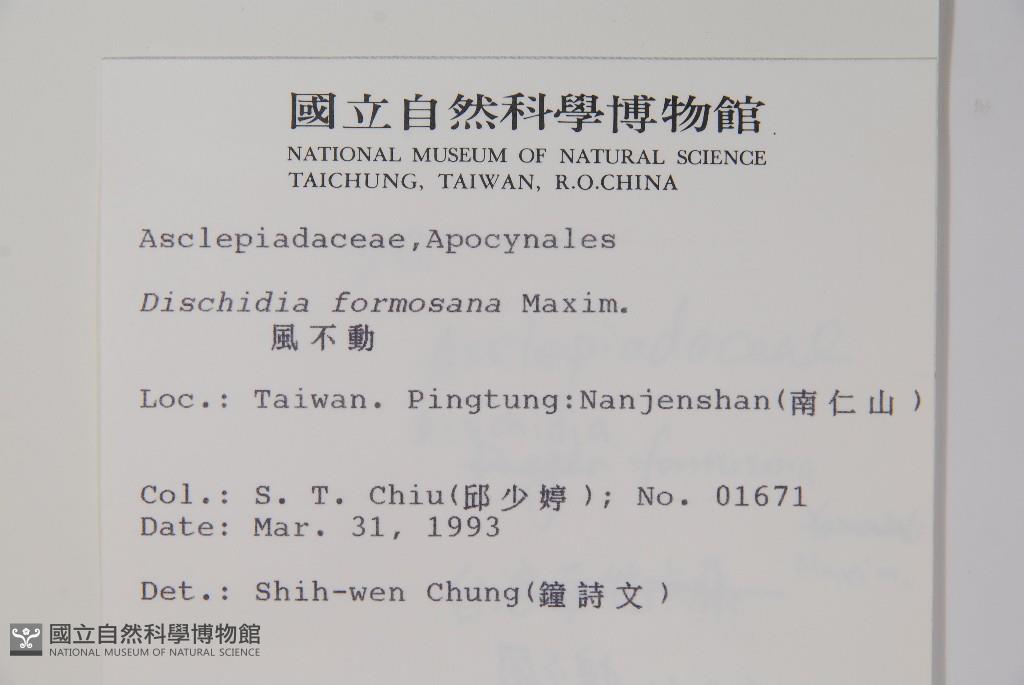 國立自然科學博物館
NATIONAL MUSEUM OF NATURAL SCIENCE
TAICHUNG, TAIWAN, R.O.CHINA
Asclepiadaceae,Apocynales
Dischidia formosana Maxim.
風不動
Loc.: Taiwan. Pingtung:Nanjenshan(南仁山)
Col.: S. T. Chiu(邱少婷); No. 01671
Date: Mar. 31, 1993
Det.: Shih-wen Chung(鐘詩文)
國立自然科學博物館
NATIONAL MUSEUM OF NATURAL SCIENCE